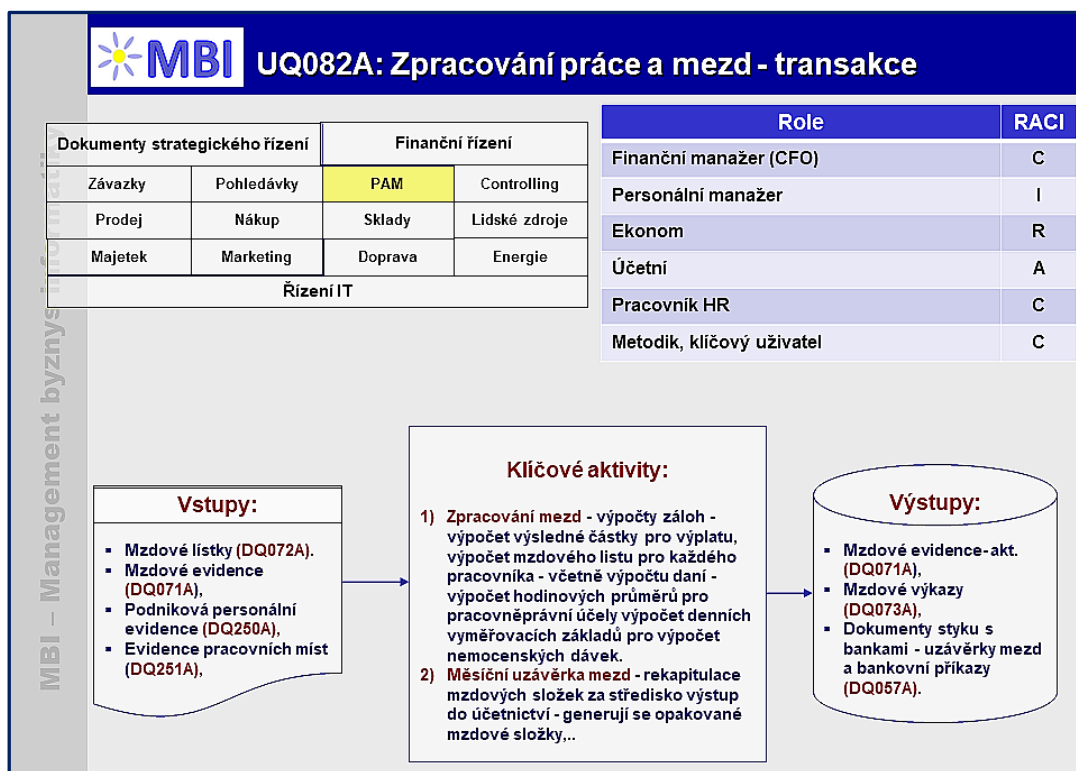 MBI
UQ082A: Zpracování práce a mezd - transakce
MBI – Management byznys informatiky
Dokumenty strategického řízení
Finanční řízení
Závazky
Pohledávky
PAM
Controlling
Prodej
Nákup
Sklady
Lidské zdroje
Majetek
Marketing
Doprava
Energie
Řízení IT
Role
RACI
Finanční manažer (CFO)
C
Personální manažer
I
Ekonom
R
Účetní
A
Pracovník HR
C
Metodik, klíčový uživatel
C
Vstupy:
▪ Mzdové lístky (DQ072A).
▪ Mzdové evidence
(DQ071A),
▪ Podniková personální
evidence (DQ250A),
▪ Evidence pracovních míst
(DQ251A),
Klíčové aktivity:
1) Zpracování mezd - výpočty záloh -
výpočet výsledné částky pro výplatu,
výpočet mzdového listu pro každého
pracovníka - včetně výpočtu daní -
výpočet hodinových průměrů pro
pracovněprávní účely výpočet denních
vyměřovacích základů pro výpočet
nemocenských dávek.
2) Měsíční uzávěrka mezd - rekapitulace
mzdových složek za středisko výstup
do účetnictví - generují se opakované
mzdové složky,..
Výstupy:
▪ Mzdové evidence-akt.
(DQ071A),
▪ Mzdové výkazy
(DQ073A),
▪ Dokumenty styku s
bankami - uzávěrky mezd
a bankovní příkazy
(DQ057A).